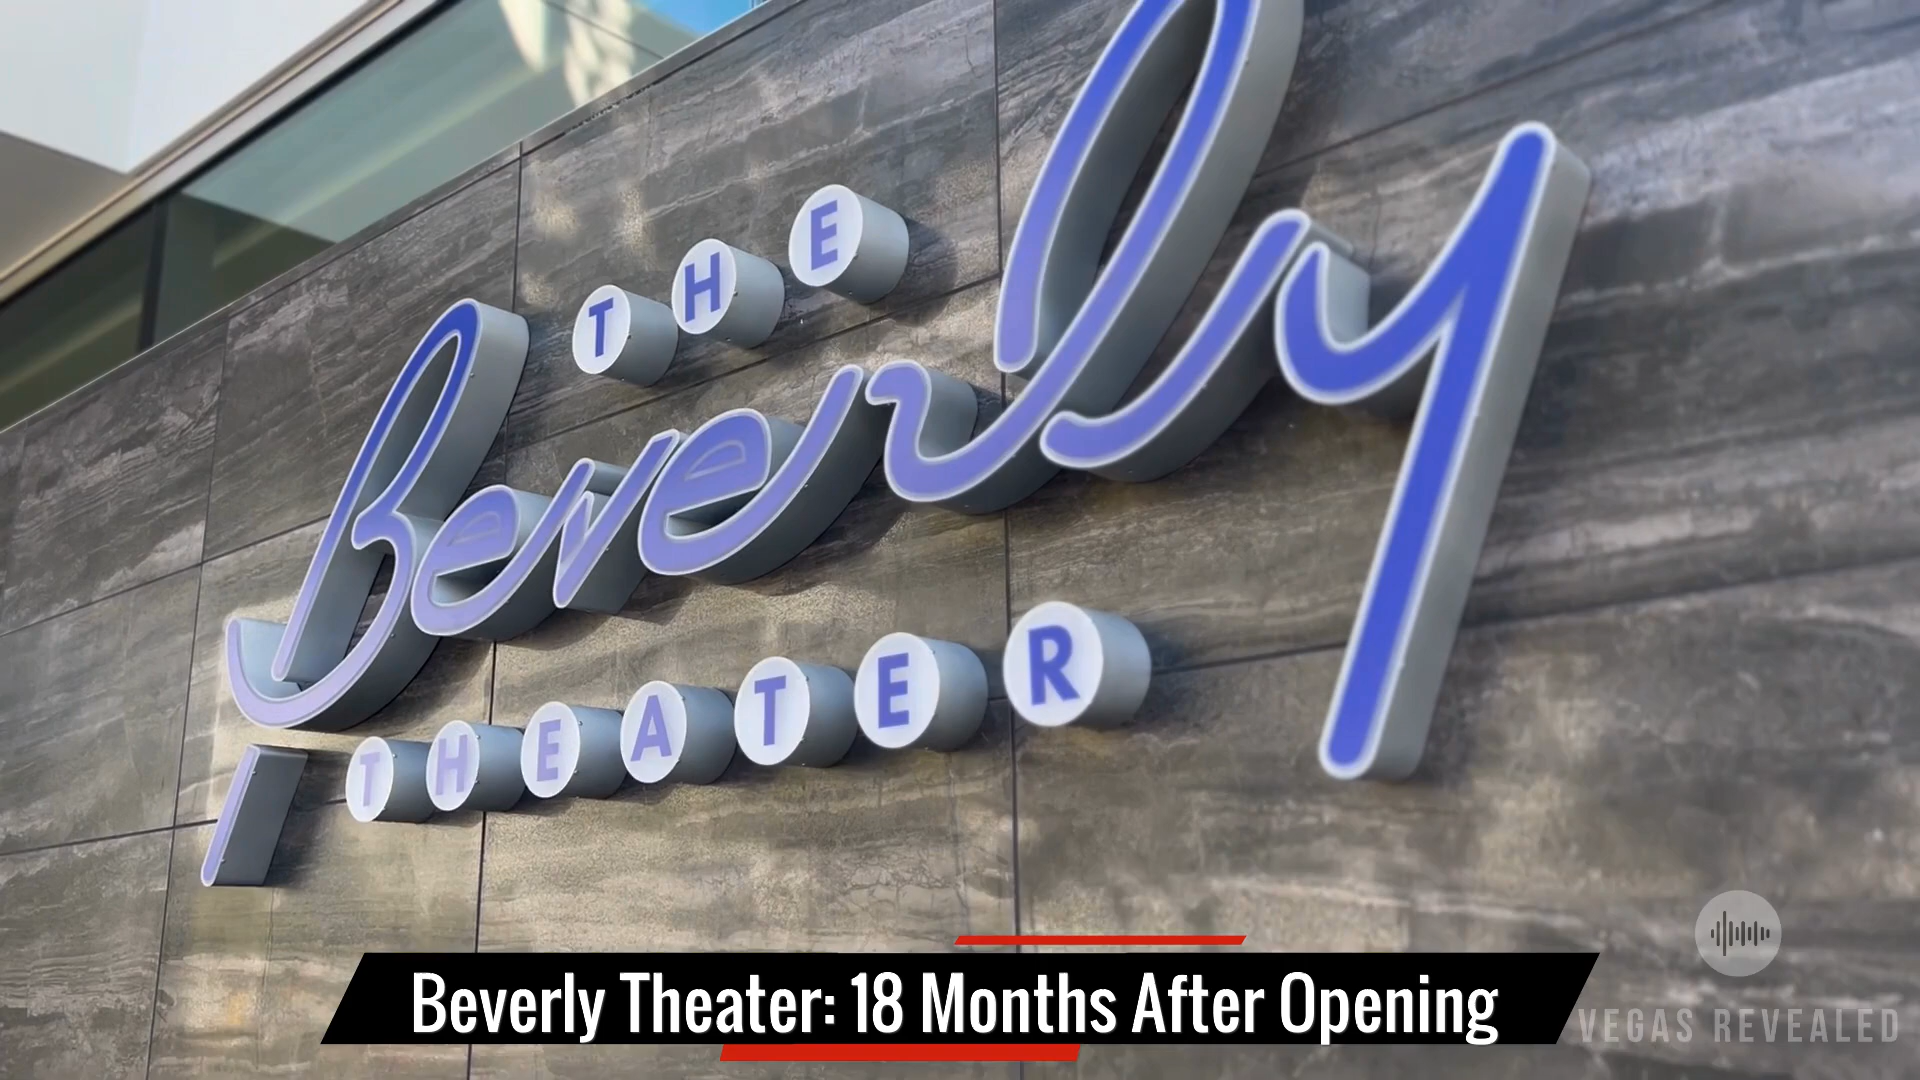 THE
Beverly
THEATER
Beverly Theater: 18 Months After Opening
VEGAS REVEALED